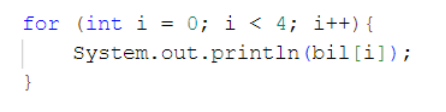 for (int i = 0; i < 4; i++){
    System.out.println(bil[i]);
}